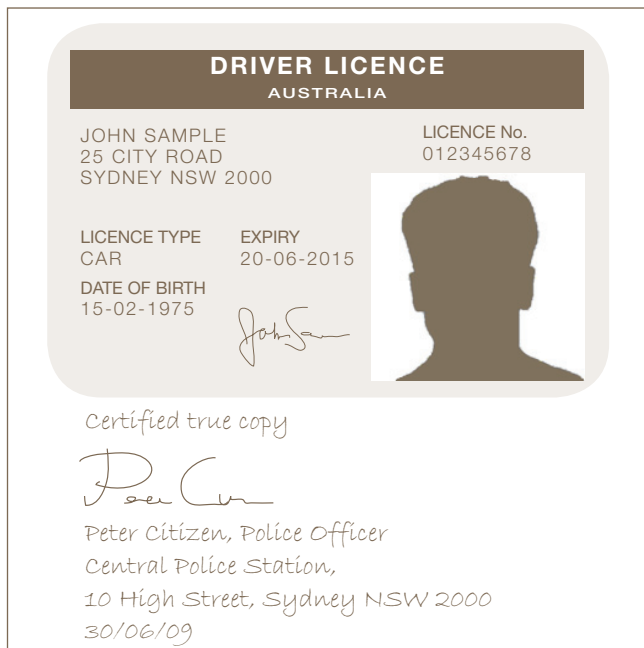 DRIVER LICENCE
AUSTRALIA
JOHN SAMPLE
25 CITY ROAD
SYDNEY NSW 2000
LICENCE No.
012345678
LICENCE TYPE
CAR
EXPIRY
20-06-2015
DATE OF BIRTH
15-02-1975
Certified true copy
Peter Citizen, Police Officer
Central Police Station,
10 High Street, Sydney NSW 2000
30/06/09